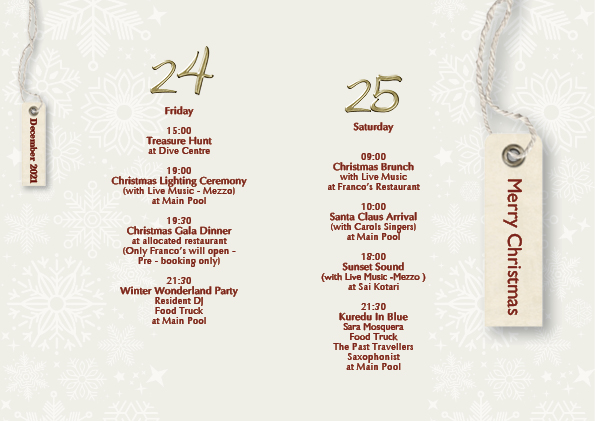 December 2021
24
Friday
15:00
Treasure Hunt
at Dive Centre
19:00
Christmas Lighting Ceremony
(with Live Music - Mezzo)
at Main Pool
19:30
Christmas Gala Dinner
at allocated restaurant
(Only Franco's will open -
Pre - booking only)
21:30
Winter Wonderland Party
Resident DJ
Food Truck
at Main Pool
25
Saturday
09:00
Christmas Brunch
with Live Music
at Franco's Restaurant
10:00
Santa Claus Arrival
(with Carols Singers)
at Main Pool
18:00
Sunset Sound
(with Live Music -Mezzo )
at Sai Kotari
21:30
Kuredu In Blue
Sara Mosquera
Food Truck
The Past Travellers
Saxophonist
at Main Pool
Merry Christmas